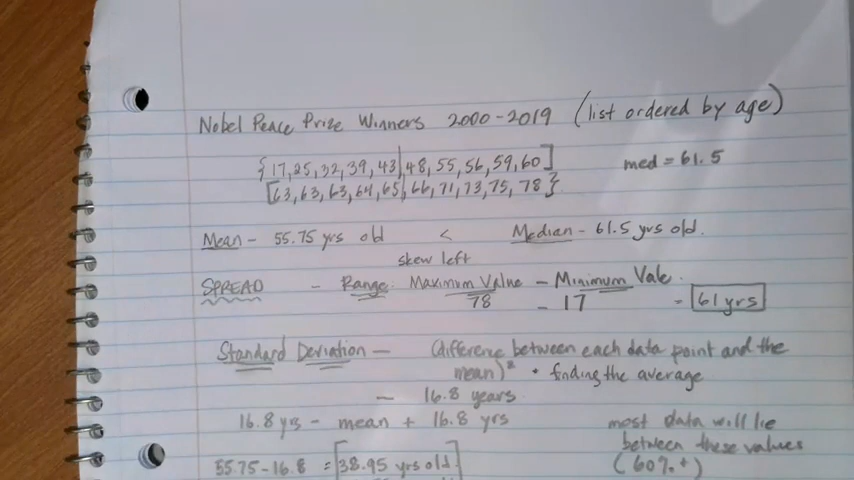 Nobel Peace Prize Winners 2000-2019 (list ordered by age)
{17,25,32,39,43|48,55,56,59,60] med = 61.5
[63,63,63,64,65|66,71,73,75,78}
Mean - 55.75 yrs old < Median - 61.5 yrs old.
skew left
SPREAD - Range: Maximum Value - Minimum Vale.
78 - 17 = 61 yrs
Standard Deviation - (difference between each data point and the
mean)² • finding the average
- 16.8 years
16.8 yrs - mean + 16.8 yrs most data will lie
between these values
55.75-16.8 = [38.95 yrs old] (60%+)